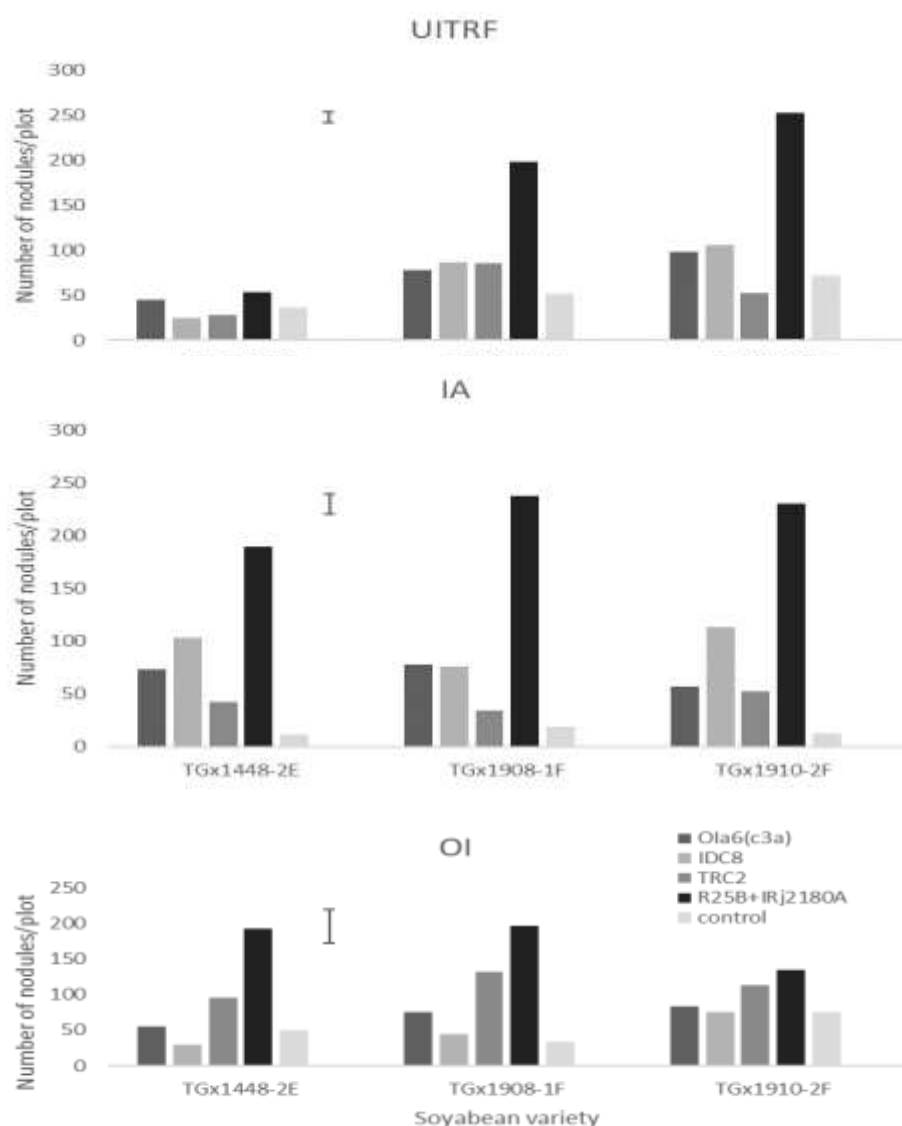 UITRF
Number of nodules/plot
300
250
200
150
100
50
0
IA
Number of nodules/plot
300
250
200
150
100
50
0
TGx1448-2E TGx1908-1F TGx1910-2F
OI
Number of nodules/plot
250
200
150
100
50
0
Ola6(c3a)
IDC8
TRC2
R25B+IRj2180A
control
TGx1448-2E TGx1908-1F TGx1910-2F
Soyabean variety